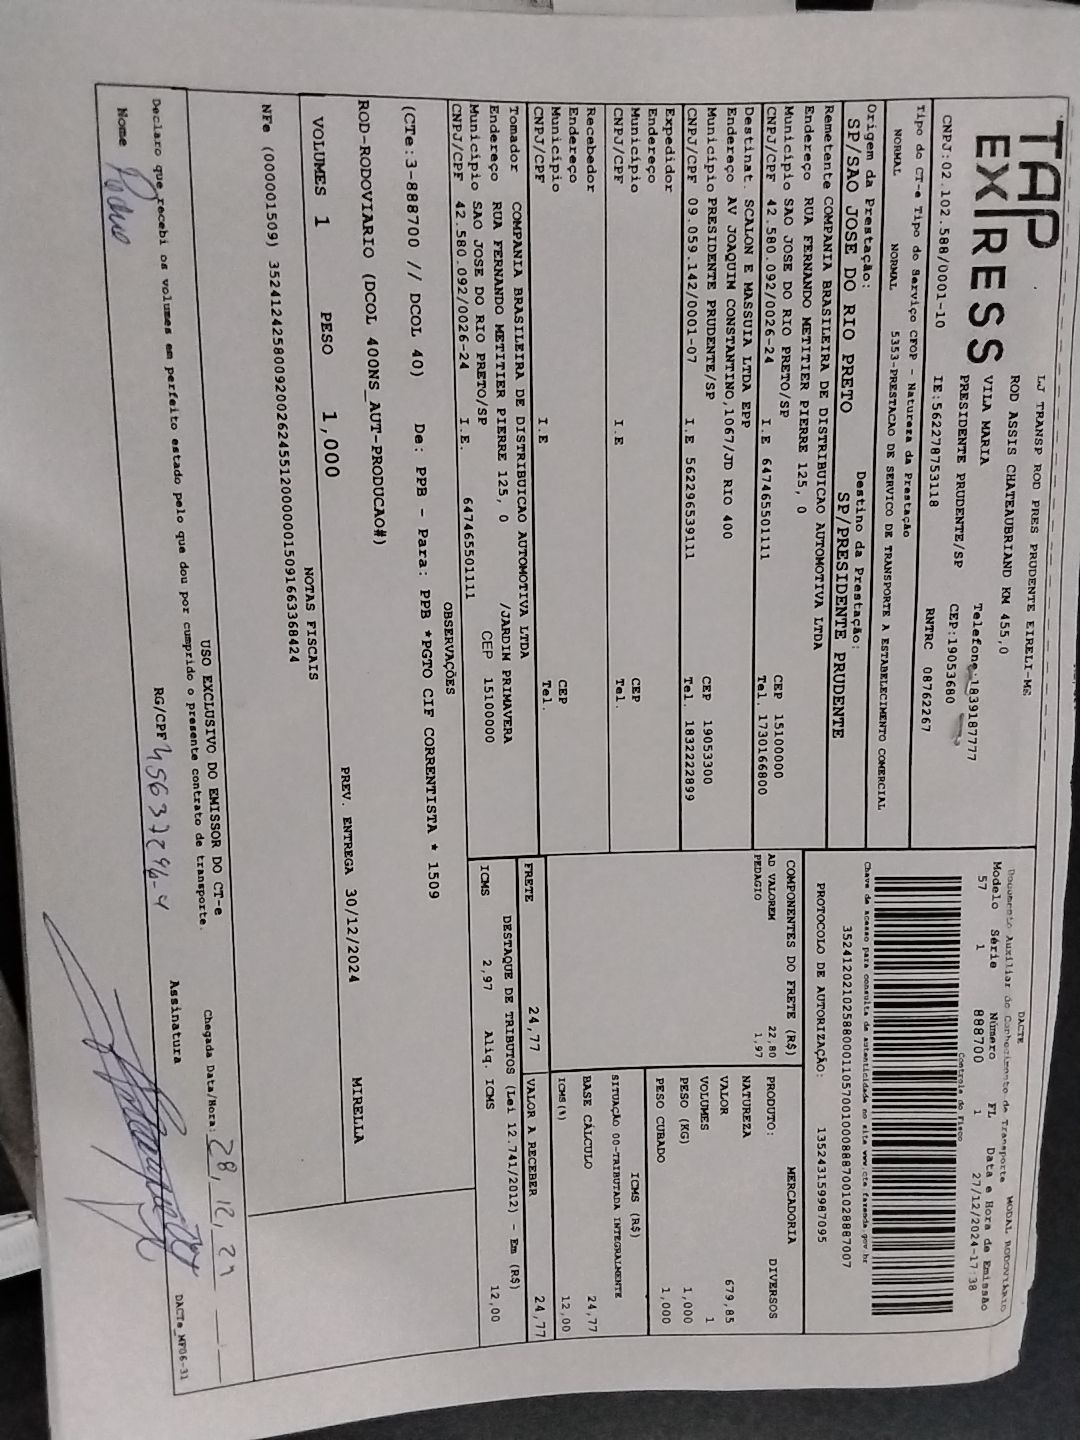 TAP
EXPRESS
LJ TRANSP ROD PRES PRUDENTE EIRELI-ME
ROD ASSIS CHATEAUBRIAND KM 455,0
VILA MARIA
PRESIDENTE PRUDENTE/SP
Telefone:1839187777
CEP:19053680
CNPJ:02.102.588/0001-10
IE:562278753118
RNTRC 08762267
DACTE
MODAL RODOVIARIO
Documento Auxiliar do Conhecimento de Transporte
Modelo Série Número FL Data e Hora de Emissão
57 1 888700 1 27/12/2024-17:38
Controle do Fisco
Chave de acesso para consulta de autenticidade no site www.cte.fazenda.gov.br
PROTOCOLO DE AUTORIZAÇÃO: 135243159987095
Tipo do CT-e Tipo do Serviço CFOP - Natureza da Prestação
NORMAL NORMAL 5353-PRESTACAO DE SERVICO DE TRANSPORTE A ESTABELECIMENTO COMERCIAL
Origem da Prestação: Destino da Prestação:
SP/SAO JOSE DO RIO PRETO SP/PRESIDENTE PRUDENTE
Remetente COMPANIA BRASILEIRA DE DISTRIBUICAO AUTOMOTIVA LTDA
Endereço RUA FERNANDO METITIER PIERRE 125, 0
Município SAO JOSE DO RIO PRETO/SP CEP 15100000
CNPJ/CPF 42.580.092/0026-24 I.E 647465501111 Tel. 1730166800
Destinat. SCALON E MASSUIA LTDA EPP
Endereço AV JOAQUIM CONSTANTINO,1067/JD RIO 400
Município PRESIDENTE PRUDENTE/SP CEP 19053300
CNPJ/CPF 09.059.142/0001-07 I.E 562296539111 Tel. 1832222899
Expedidor
Endereço
Município CEP
CNPJ/CPF I.E Tel.
Recebedor
Endereço
Município CEP
CNPJ/CPF I.E Tel.
Tomador COMPANIA BRASILEIRA DE DISTRIBUICAO AUTOMOTIVA LTDA
Endereço RUA FERNANDO METITIER PIERRE 125, 0 /JARDIM PRIMAVERA
Município SAO JOSE DO RIO PRETO/SP CEP 15100000
CNPJ/CPF 42.580.092/0026-24 I.E. 647465501111
COMPONENTES DO FRETE (R$)
AD VALOREM 22,80
PEDAGIO 1,97
PRODUTO: MERCADORIA DIVERSOS
NATUREZA
VALOR 679,85
VOLUMES 1
PESO (KG) 1,000
PESO CUBADO 1,000
ICMS (R$)
SITUAÇÃO 00-TRIBUTADA INTEGRALMENTE
BASE CÁLCULO 24,77
ICMS(%) 12,00
FRETE 24,77 VALOR A RECEBER 24,77
DESTAQUE DE TRIBUTOS (Lei 12.741/2012) - Em (R$)
ICMS 2,97 Aliq. ICMS 12,00
OBSERVAÇÕES
(CTe:3-888700 // DCOL 40) De: PPB - Para: PPB *PGTO CIF CORRENTISTA * 1509
ROD-RODOVIARIO (DCOL 400NS_AUT-PRODUCAO#)
PREV. ENTREGA 30/12/2024 MIRELLA
VOLUMES 1 PESO 1,000
NOTAS FISCAIS
NFe (000001509) 35241242580092002624551200000015091663368424
USO EXCLUSIVO DO EMISSOR DO CT-e
Chegada Data/Hora: 28,12,24
Declaro que recebi os volumes em perfeito estado pelo que dou por cumprido o presente contrato de transporte.
Nome Pedro RG/CPF Assinatura
DACTe_MF06-31